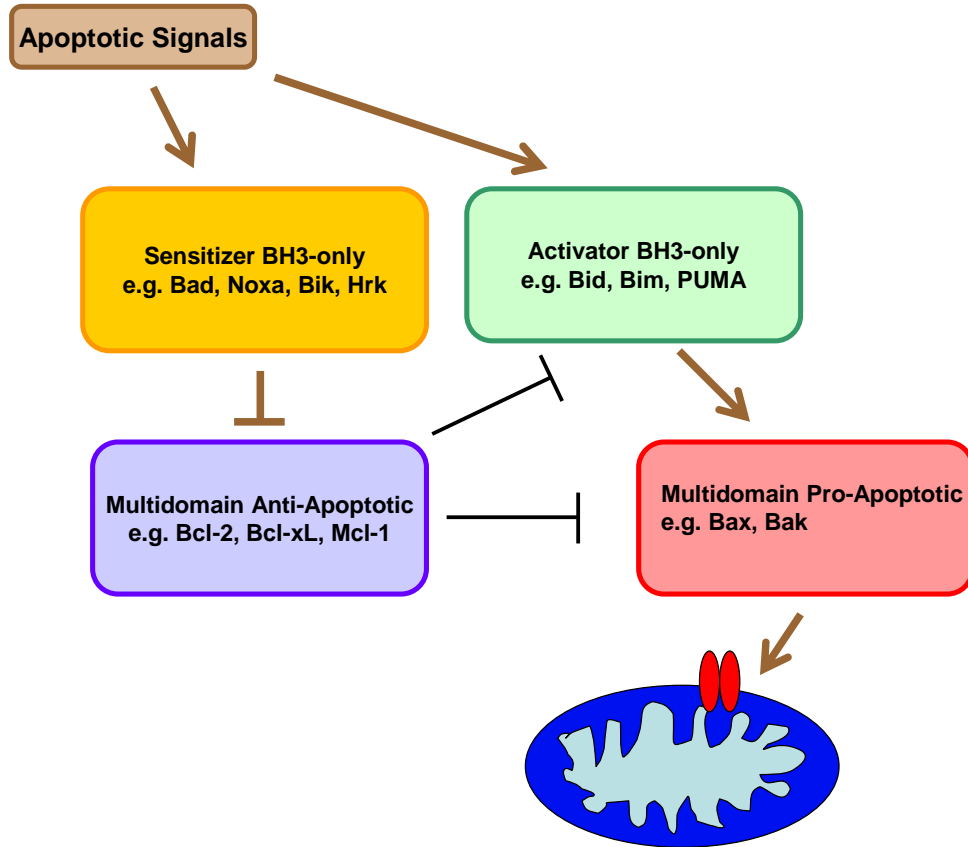 Apoptotic Signals
Sensitizer BH3-only
e.g. Bad, Noxa, Bik, Hrk
Activator BH3-only
e.g. Bid, Bim, PUMA
Multidomain Anti-Apoptotic
e.g. Bcl-2, Bcl-xL, Mcl-1
Multidomain Pro-Apoptotic
e.g. Bax, Bak